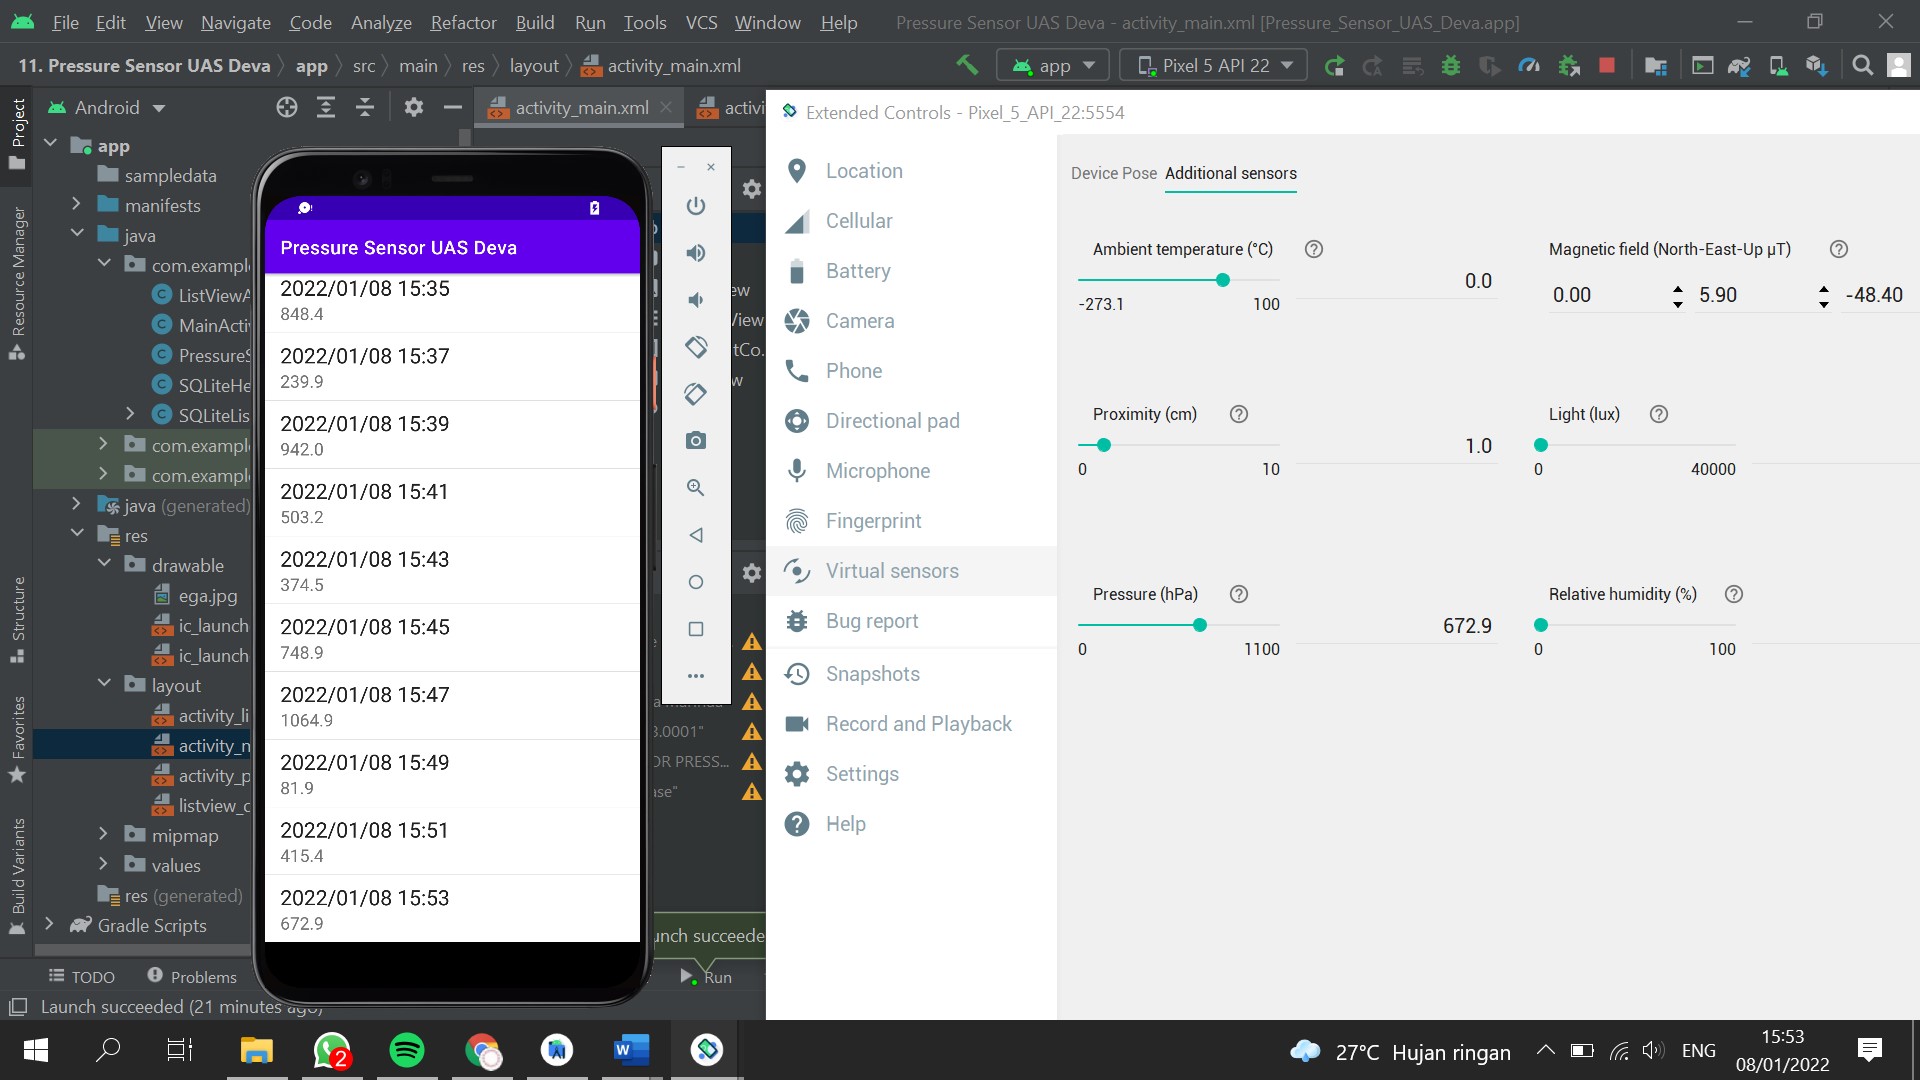 File Edit View Navigate Code Analyze Refactor Build Run Tools VCS Window Help Pressure Sensor UAS Deva - activity_main.xml [Pressure_Sensor_UAS_Deva.app]
11. Pressure Sensor UAS Deva app src main res layout activity_main.xml app Pixel 5 API 22
Project
Resource Manager
Structure
Favorites
Build Variants
Android
app
sampledata
manifests
java
com.exampl
ListViewA
MainActi
PressureS
SQLiteHe
SQLiteLis
com.exampl
com.exampl
java (generated)
res
drawable
ega.jpg
ic_launch
ic_launch
layout
activity_li
activity_n
activity_p
listview_c
mipmap
values
res (generated)
Gradle Scripts
activity_main.xml activi
Pressure Sensor UAS Deva
2022/01/08 15:35
848.4
2022/01/08 15:37
239.9
2022/01/08 15:39
942.0
2022/01/08 15:41
503.2
2022/01/08 15:43
374.5
2022/01/08 15:45
748.9
2022/01/08 15:47
1064.9
2022/01/08 15:49
81.9
2022/01/08 15:51
415.4
2022/01/08 15:53
672.9
ew
/iew
tCo.
w
3.0001"
OR PRESS...
ase"
unch succeede
Extended Controls - Pixel_5_API_22:5554
Location
Cellular
Battery
Camera
Phone
Directional pad
Microphone
Fingerprint
Virtual sensors
Bug report
Snapshots
Record and Playback
Settings
Help
Device Pose Additional sensors
Ambient temperature (°C)
0.0
-273.1 100
Magnetic field (North-East-Up µT)
0.00 5.90 -48.40
Proximity (cm)
1.0
0 10
Light (lux)
0 40000
Pressure (hPa)
672.9
0 1100
Relative humidity (%)
0 100
TODO Problems Run
Launch succeeded (21 minutes ago)
2
W
27°C Hujan ringan
ENG
15:53
08/01/2022